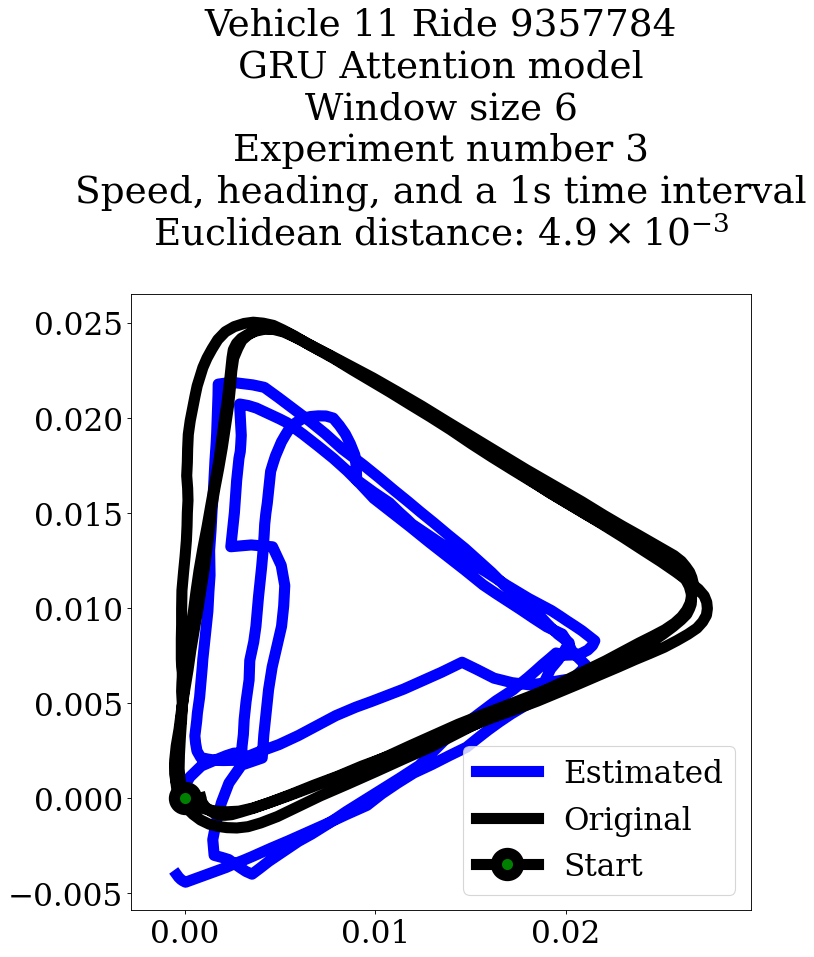 Vehicle 11 Ride 9357784
GRU Attention model
Window size 6
Experiment number 3
Speed, heading, and a 1s time interval
Euclidean distance: 4.9 × 10⁻³
0.025
0.020
0.015
0.010
0.005
0.000
−0.005
Estimated
Original
Start
0.00 0.01 0.02